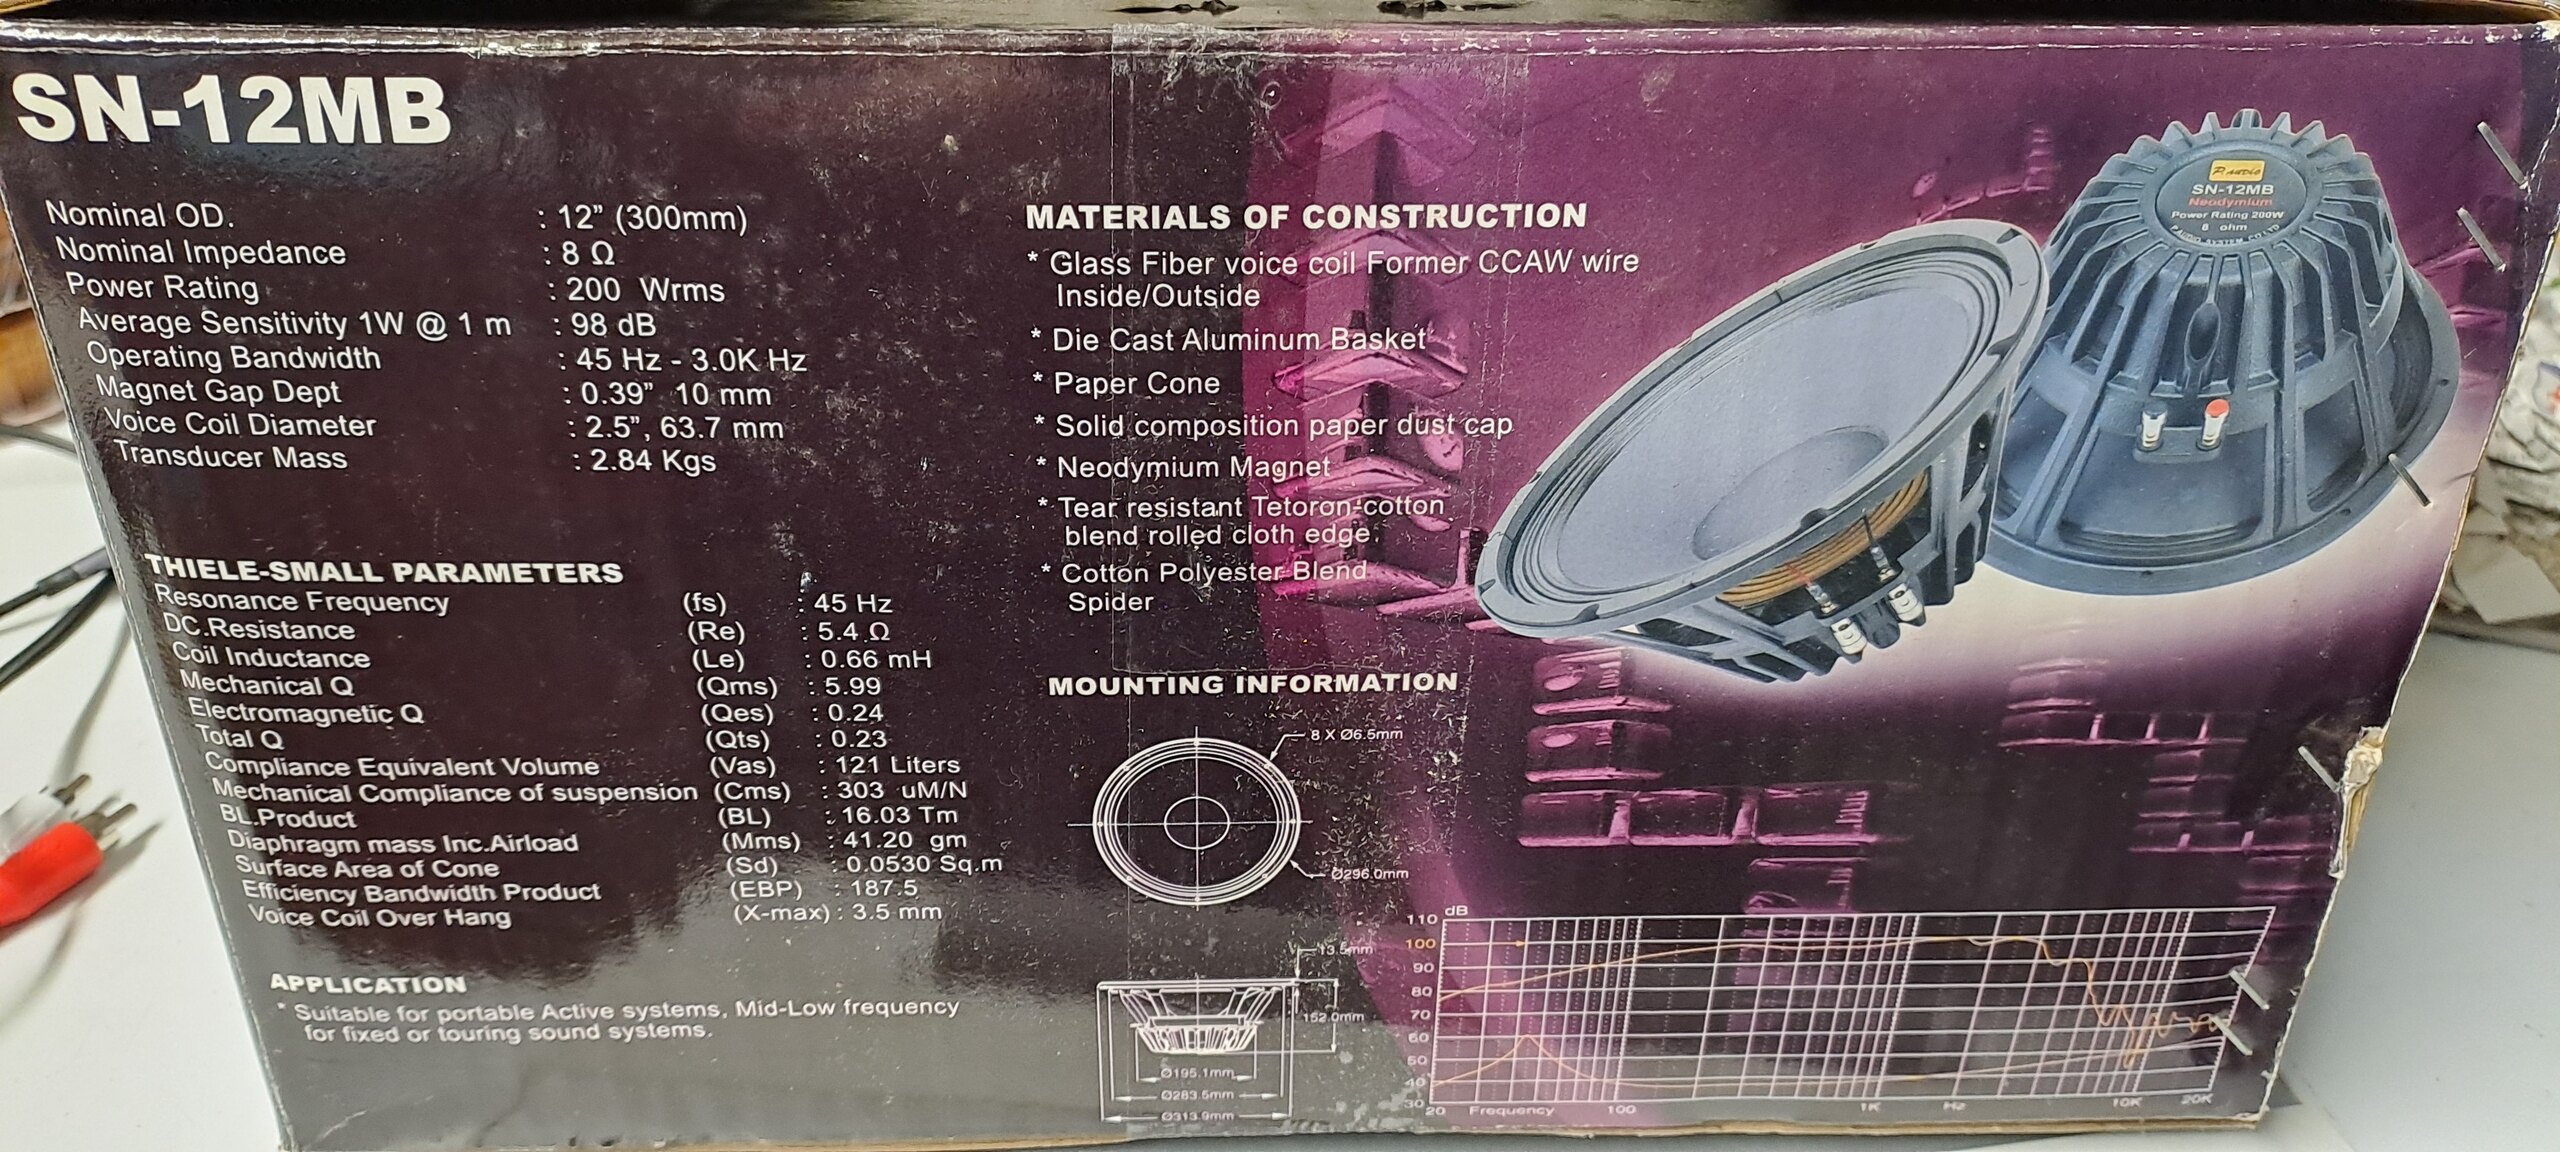 SN-12MB
Nominal OD. : 12” (300mm)
Nominal Impedance : 8 Ω
Power Rating : 200 Wrms
Average Sensitivity 1W @ 1 m : 98 dB
Operating Bandwidth : 45 Hz - 3.0K Hz
Magnet Gap Dept : 0.39” 10 mm
Voice Coil Diameter : 2.5”, 63.7 mm
Transducer Mass : 2.84 Kgs
THIELE-SMALL PARAMETERS
Resonance Frequency (fs) : 45 Hz
DC.Resistance (Re) : 5.4 Ω
Coil Inductance (Le) : 0.66 mH
Mechanical Q (Qms) : 5.99
Electromagnetic Q (Qes) : 0.24
Total Q (Qts) : 0.23
Compliance Equivalent Volume (Vas) : 121 Liters
Mechanical Compliance of suspension (Cms) : 303 uM/N
BL.Product (BL) : 16.03 Tm
Diaphragm mass Inc.Airload (Mms) : 41.20 gm
Surface Area of Cone (Sd) : 0.0530 Sq.m
Efficiency Bandwidth Product (EBP) : 187.5
Voice Coil Over Hang (X-max) : 3.5 mm
APPLICATION
* Suitable for portable Active systems, Mid-Low frequency
for fixed or touring sound systems.
MATERIALS OF CONSTRUCTION
* Glass Fiber voice coil Former CCAW wire
Inside/Outside
* Die Cast Aluminum Basket
* Paper Cone
* Solid composition paper dust cap
* Neodymium Magnet
* Tear resistant Tetoron-cotton
blend rolled cloth edge.
* Cotton Polyester Blend
Spider
MOUNTING INFORMATION
8 X Ø6.5mm
Ø296.0mm
13.5mm
152.0mm
Ø195.1mm
Ø283.5mm
Ø313.9mm
P. audio
SN-12MB
Neodymium
Power Rating 200W
8 ohm
P.AUDIO SYSTEM CO.LTD
110 dB
100
90
80
70
60
50
40
30
20 Frequency 100 1K Hz 10K 20K